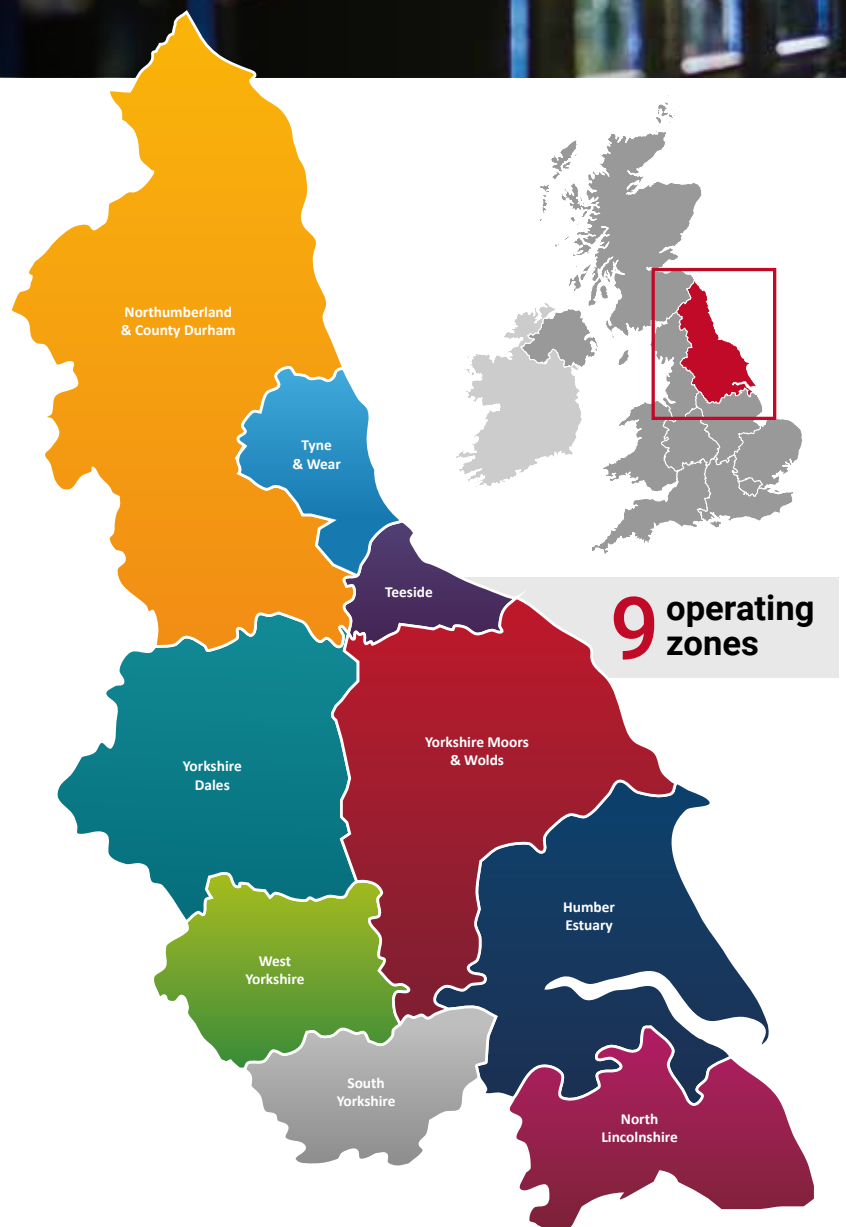 Northumberland
& County Durham
Tyne
& Wear
Teeside
9 operating
zones
Yorkshire Moors
& Wolds
Yorkshire
Dales
Humber
Estuary
West
Yorkshire
South
Yorkshire
North
Lincolnshire